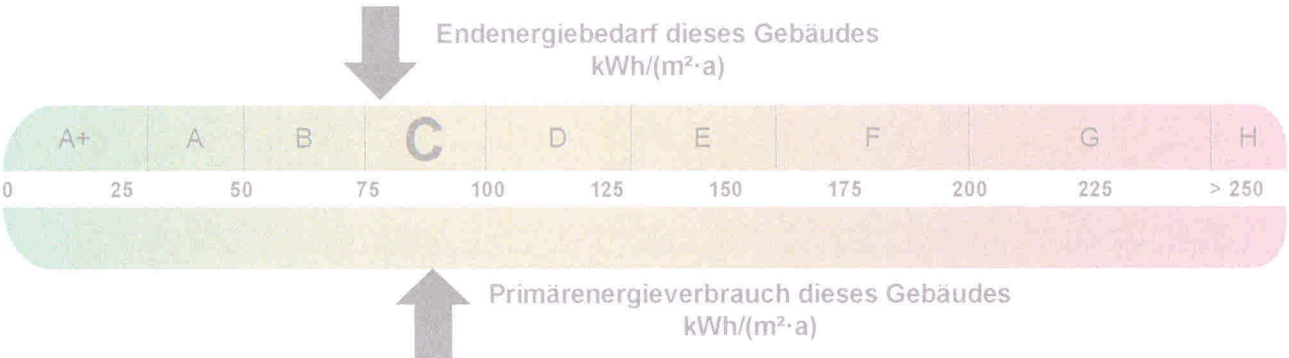 Endenergiebedarf dieses Gebäudes
kWh/(m²·a)
A+ A B C D E F G H
0 25 50 75 100 125 150 175 200 225 > 250
Primärenergieverbrauch dieses Gebäudes
kWh/(m²·a)